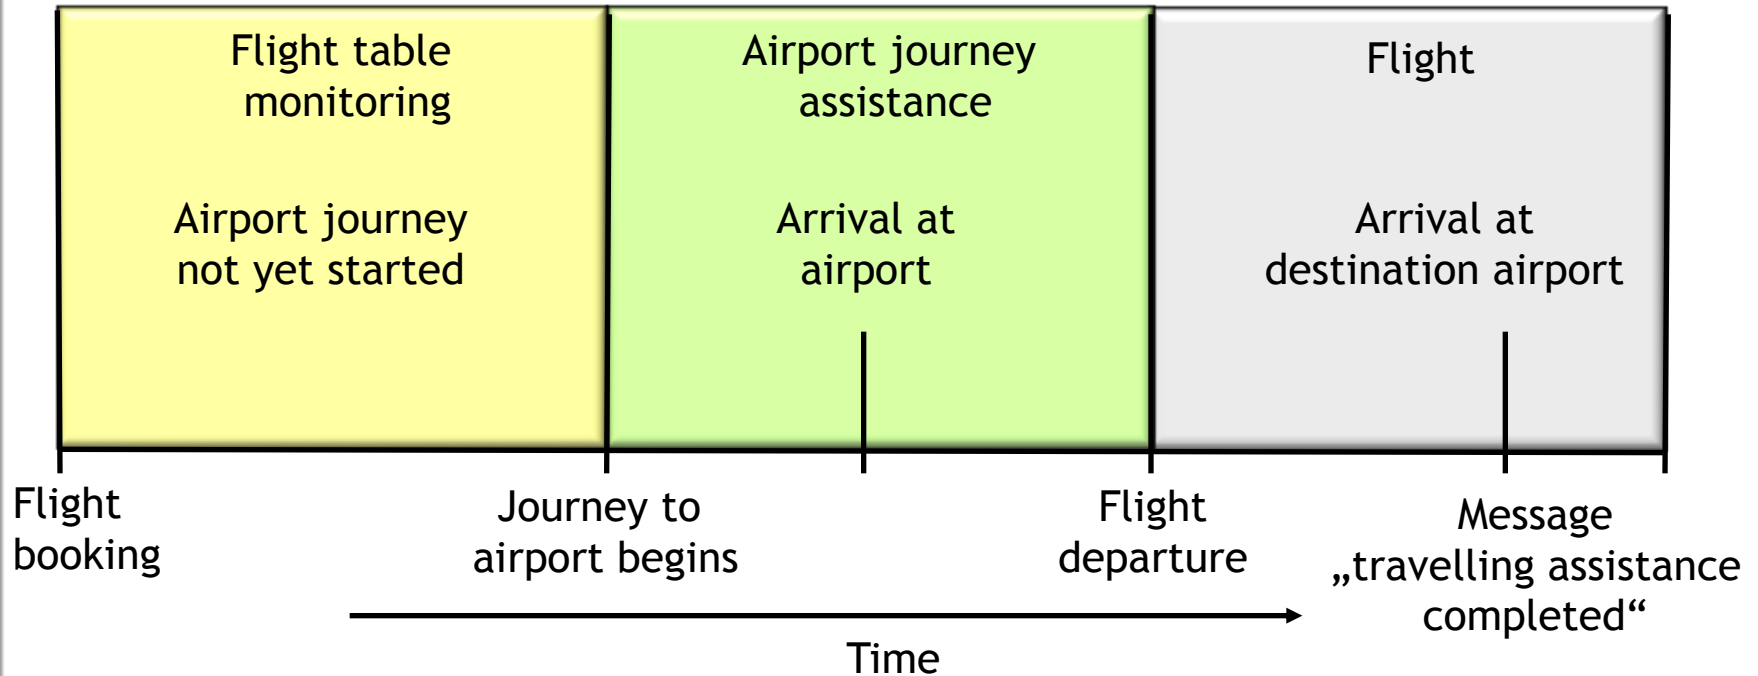 Flight table
monitoring
Airport journey
not yet started
Airport journey
assistance
Arrival at
airport
Flight
Arrival at
destination airport
Flight
booking
Journey to
airport begins
Flight
departure
Message
„travelling assistance
completed“
Time